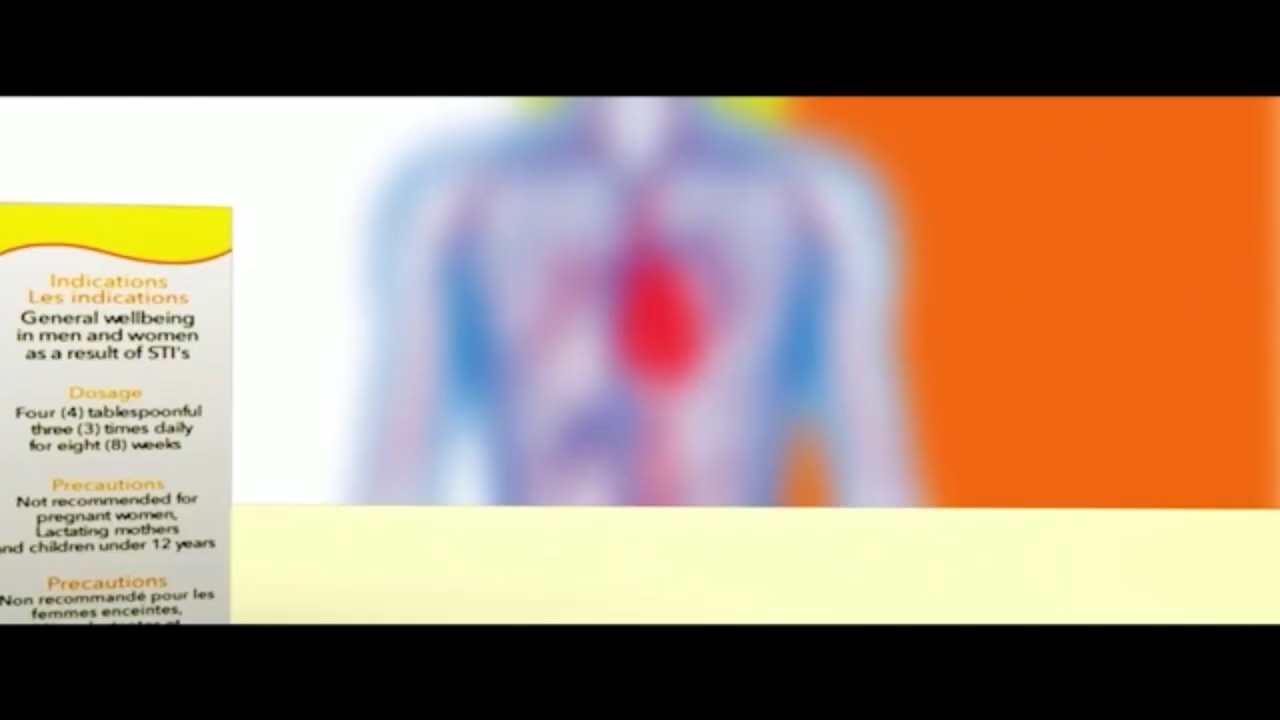 Indications
Les indications
General wellbeing
in men and women
as a result of STI's
Dosage
Four (4) tablespoonful
three (3) times daily
for eight (8) weeks
Precautions
Not recommended for
pregnant women,
Lactating mothers
children under 12 years
Precautions
Non recommandé pour les
femmes enceintes,